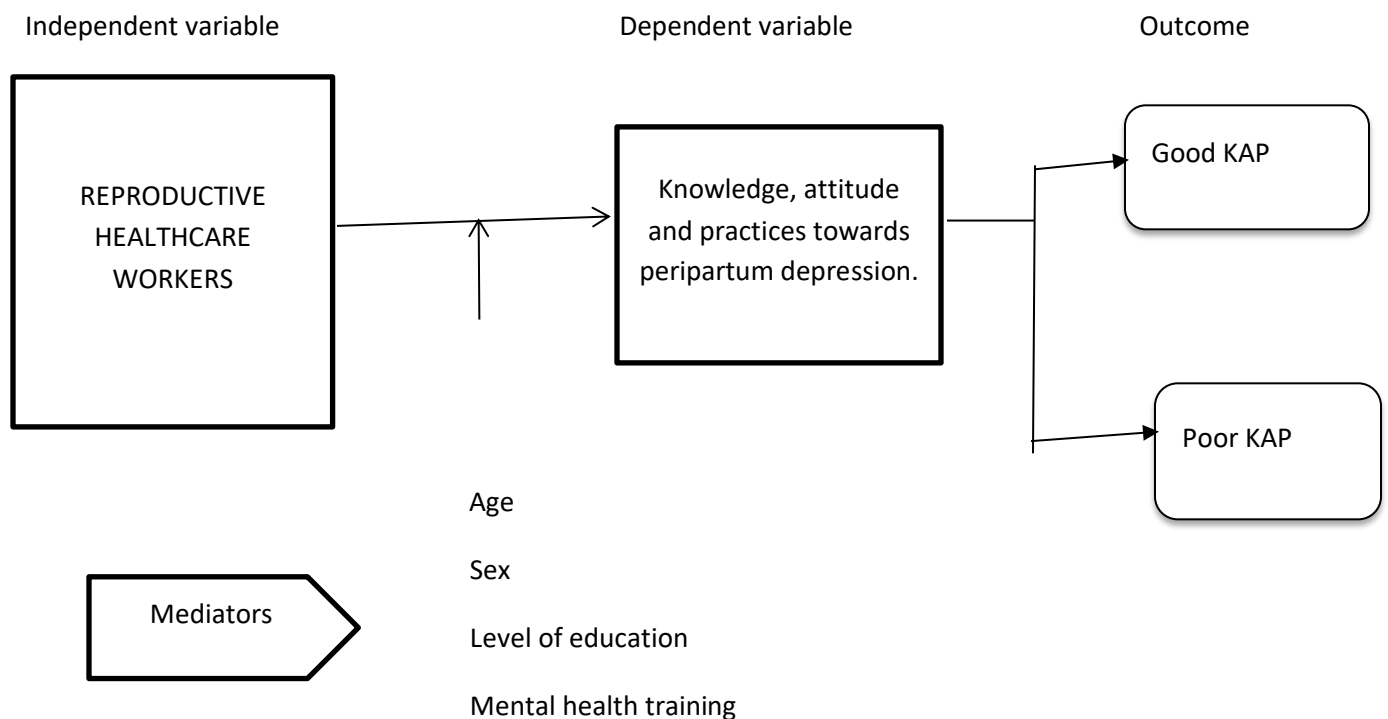 Independent variable
Dependent variable
Outcome
REPRODUCTIVE
HEALTHCARE
WORKERS
Knowledge, attitude
and practices towards
peripartum depression.
Good KAP
Poor KAP
Mediators
Age
Sex
Level of education
Mental health training